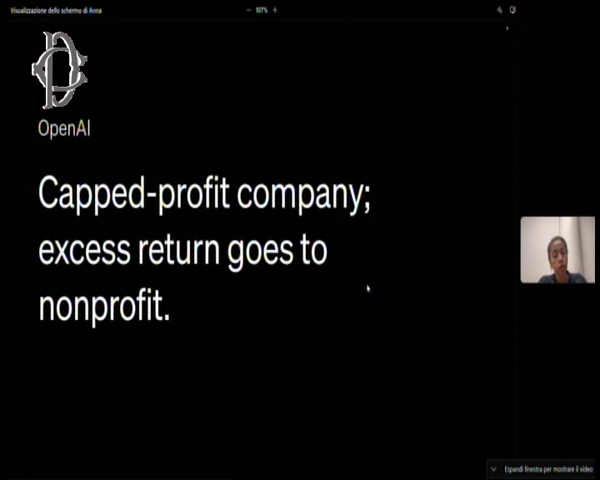 Visualizzazione dello schermo di Anna
107%
OpenAI
Capped-profit company;
excess return goes to
nonprofit.
Espandi finestra per mostrare il video